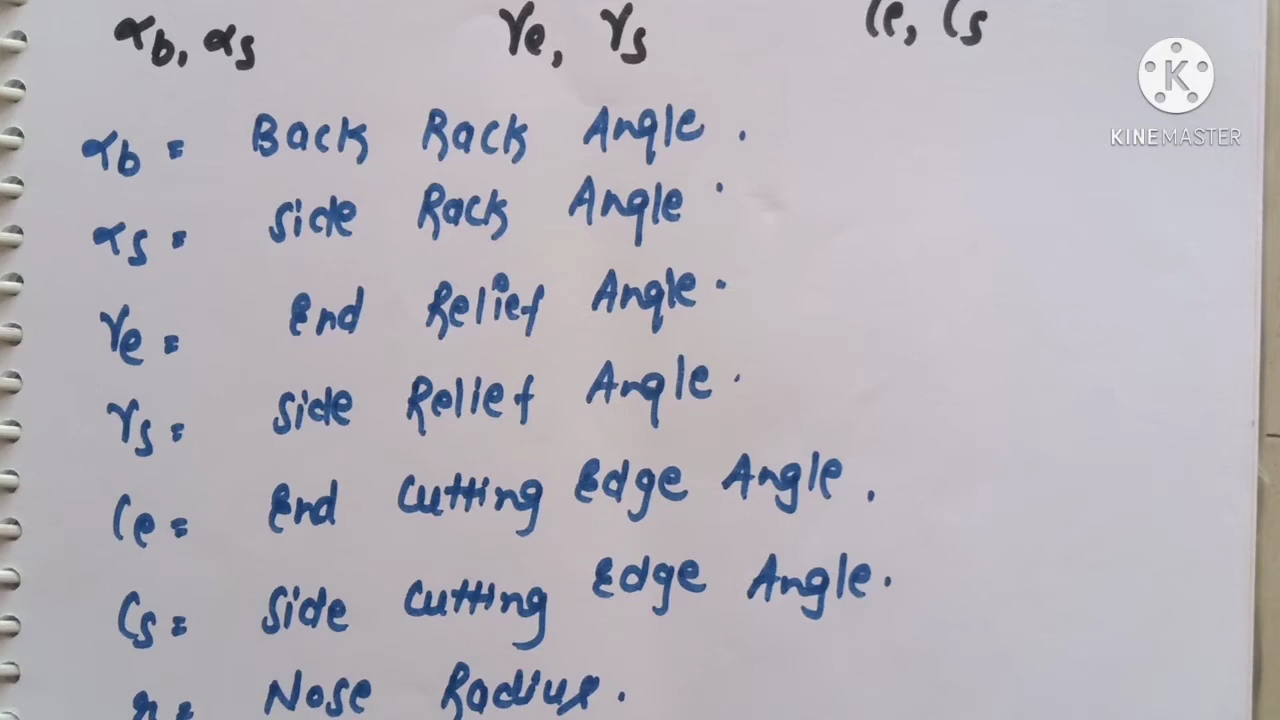 αb, αs γe, γs Ce, Cs
K
KINEMASTER
αb = Back Rack Angle.
αs = Side Rack Angle.
γe = End Relief Angle.
γs = Side Relief Angle.
Ce = End Cutting Edge Angle.
Cs = Side Cutting Edge Angle.
r = Nose Radius.